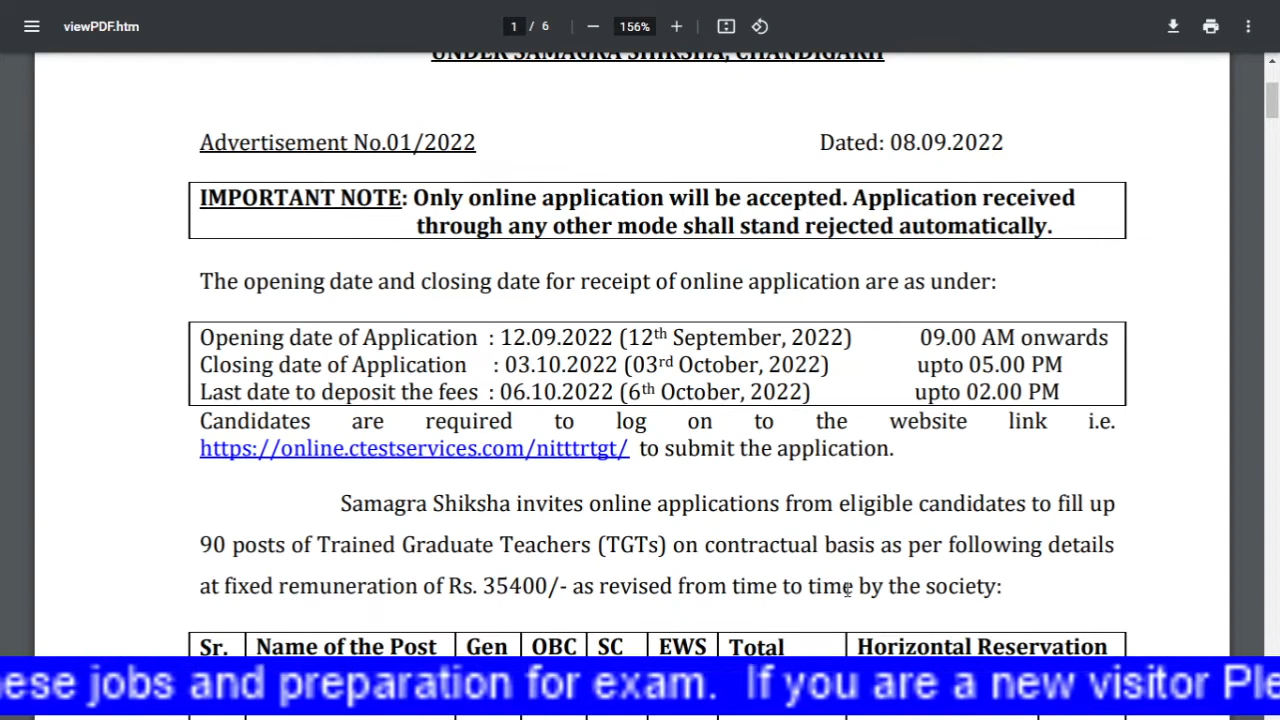 viewPDF.htm
1 / 6
156%
UNDER SAMAGRA SHIKSHA, CHANDIGARH
Advertisement No.01/2022 Dated: 08.09.2022
IMPORTANT NOTE: Only online application will be accepted. Application received
through any other mode shall stand rejected automatically.
The opening date and closing date for receipt of online application are as under:
Opening date of Application : 12.09.2022 (12th September, 2022) 09.00 AM onwards
Closing date of Application : 03.10.2022 (03rd October, 2022) upto 05.00 PM
Last date to deposit the fees : 06.10.2022 (6th October, 2022) upto 02.00 PM
Candidates are required to log on to the website link i.e.
https://online.ctestservices.com/nitttrtgt/ to submit the application.
Samagra Shiksha invites online applications from eligible candidates to fill up
90 posts of Trained Graduate Teachers (TGTs) on contractual basis as per following details
at fixed remuneration of Rs. 35400/- as revised from time to time by the society:
Sr. Name of the Post Gen OBC SC EWS Total Horizontal Reservation
jobs and preparation for exam. If you are a new visitor